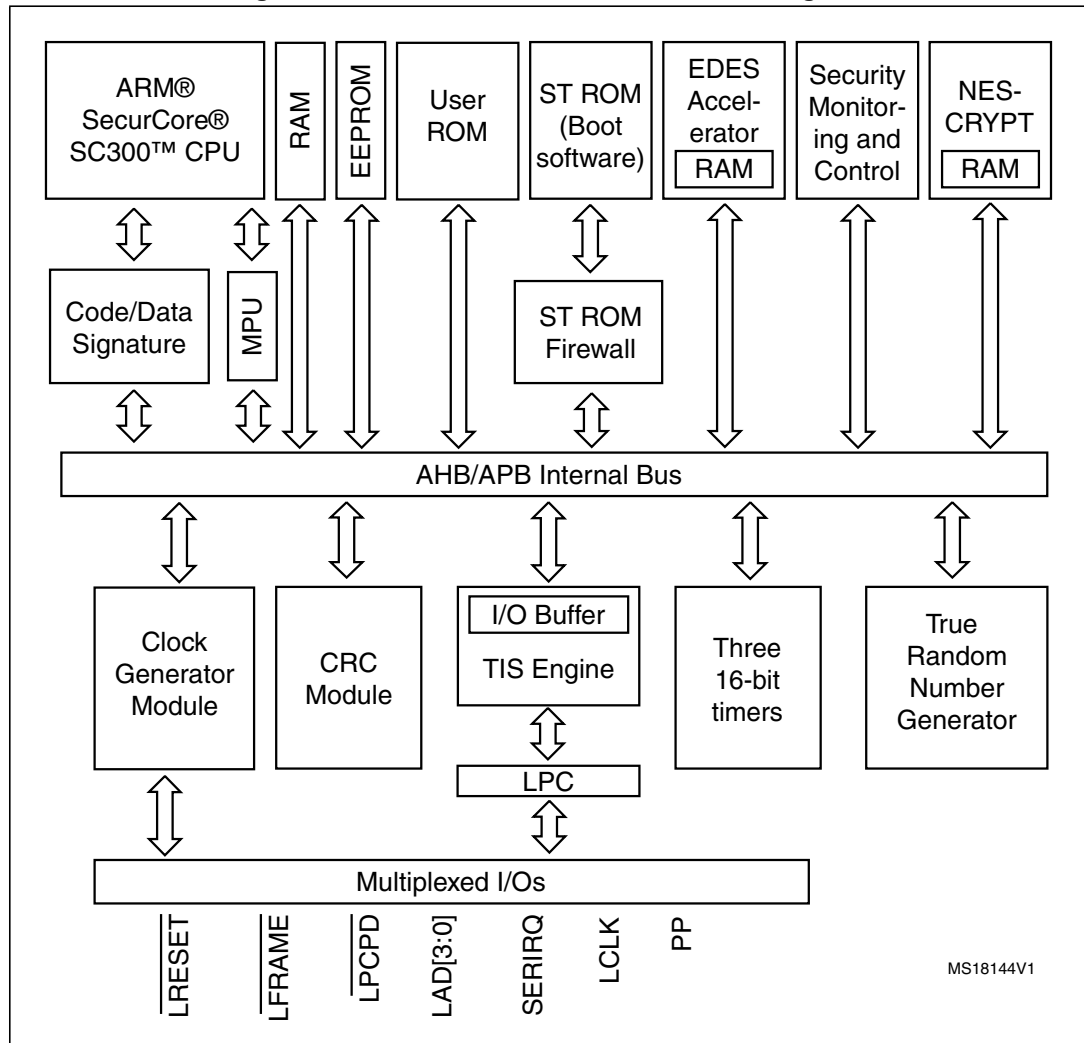 ARM®
SecurCore®
SC300™ CPU
RAM
EEPROM
User
ROM
ST ROM
(Boot
software)
EDES
Accel-
erator
RAM
Security
Monitor-
ing and
Control
NES-
CRYPT
RAM
Code/Data
Signature
MPU
ST ROM
Firewall
AHB/APB Internal Bus
Clock
Generator
Module
CRC
Module
I/O Buffer
TIS Engine
Three
16-bit
timers
True
Random
Number
Generator
LPC
Multiplexed I/Os
LRESET
LFRAME
LPCPD
LAD[3:0]
SERIRQ
LCLK
PP
MS18144V1